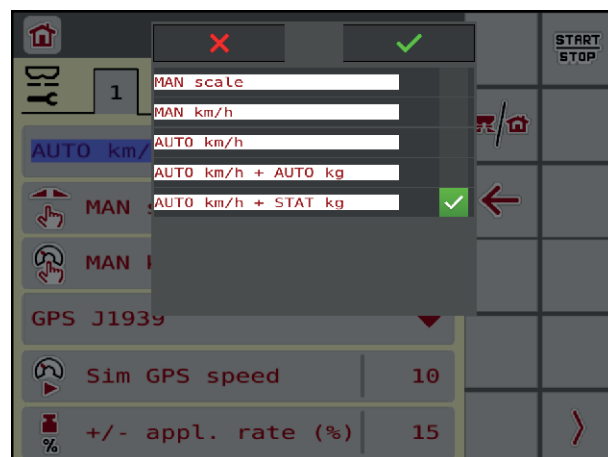 START
STOP
1
MAN scale
MAN km/h
AUTO km/h
AUTO km/h + AUTO kg
AUTO km/h + STAT kg
AUTO km/
MAN
MAN
GPS J1939
Sim GPS speed 10
% +/- appl. rate (%) 15